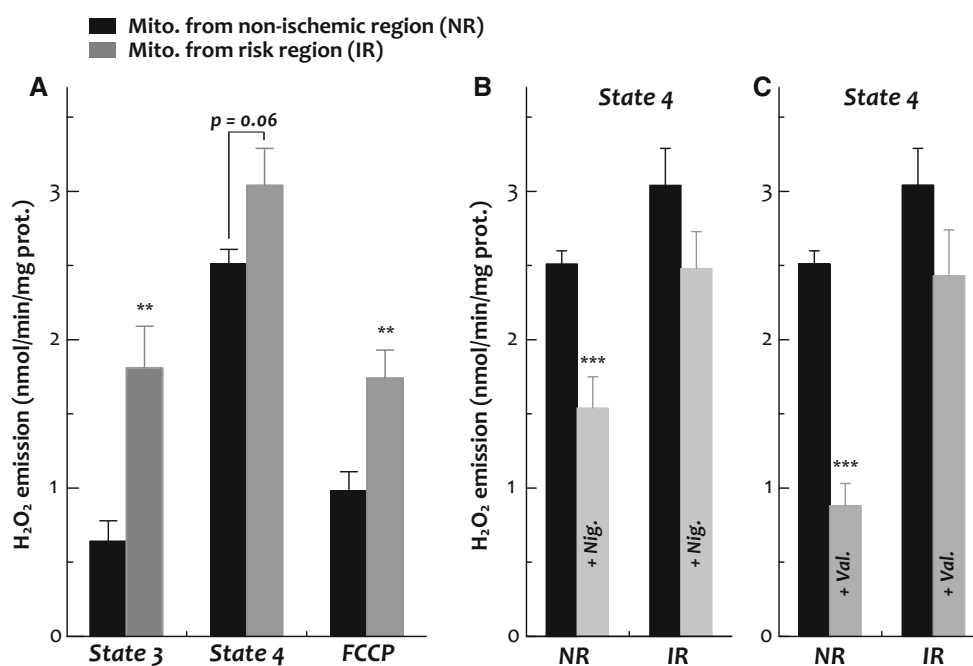 Mito. from non-ischemic region (NR)
Mito. from risk region (IR)
A
H₂O₂ emission (nmol/min/mg prot.)
3
2
1
0
p = 0.06
**
**
State 3 State 4 FCCP
B
State 4
H₂O₂ emission (nmol/min/mg prot.)
3
2
1
0
***
+ Nig.
+ Nig.
NR IR
C
State 4
3
2
1
0
***
+ Val.
+ Val.
NR IR